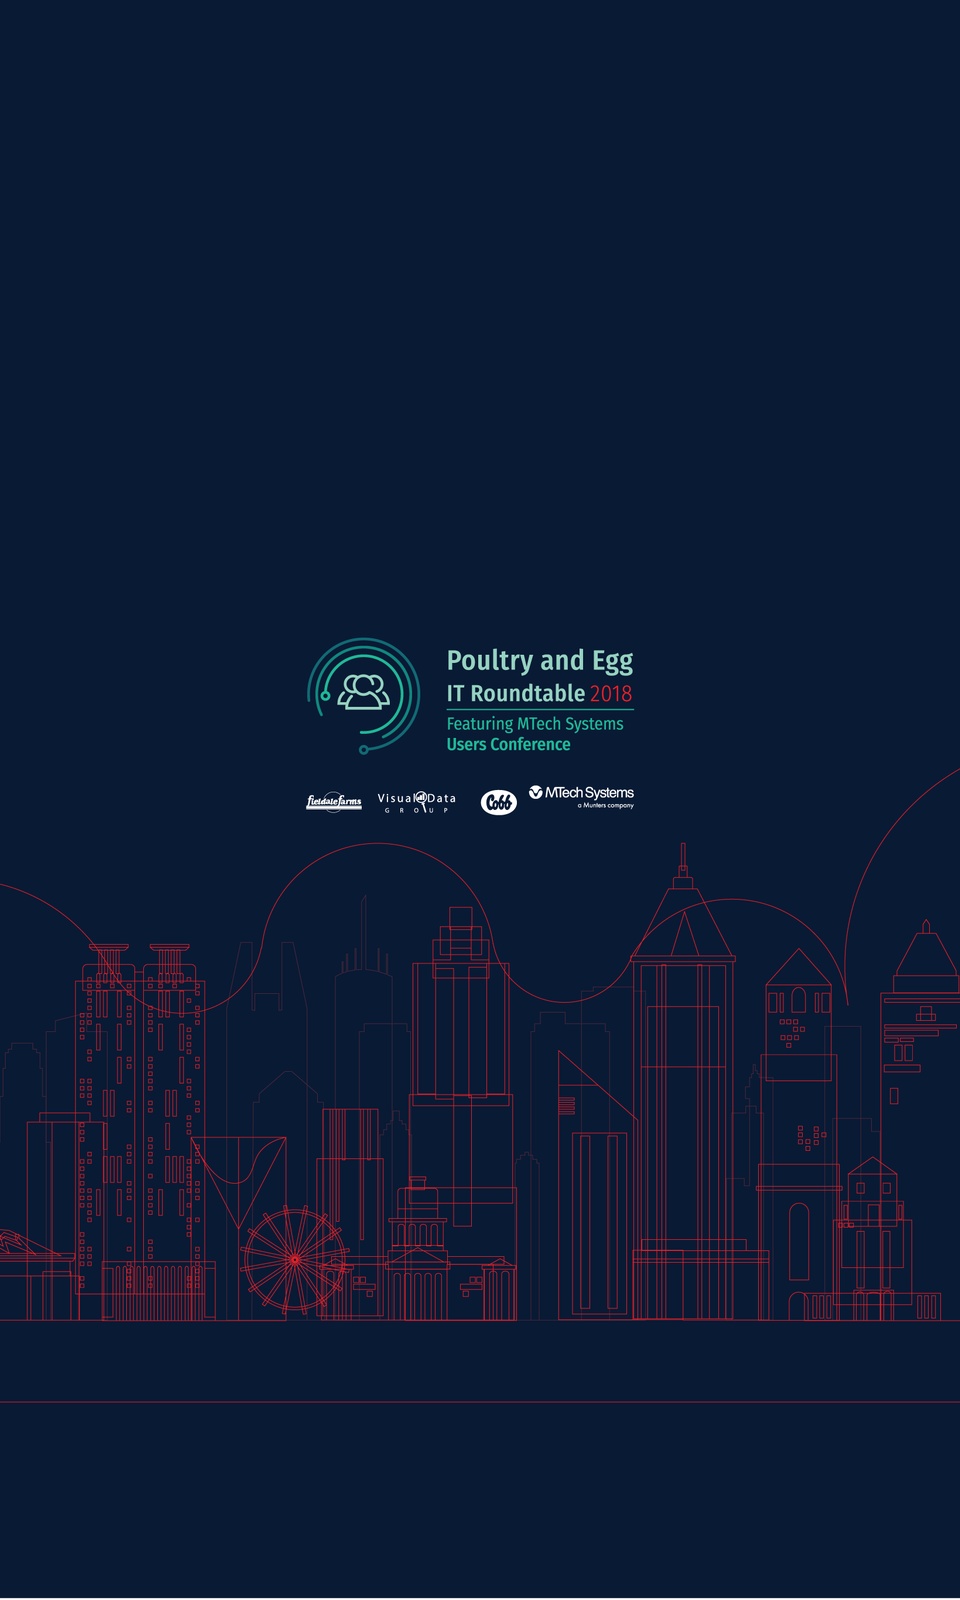 Poultry and Egg
IT Roundtable 2018
Featuring MTech Systems
Users Conference
fieldale farms
Visual Data
GROUP
Cobb
MTech Systems
a Munters company